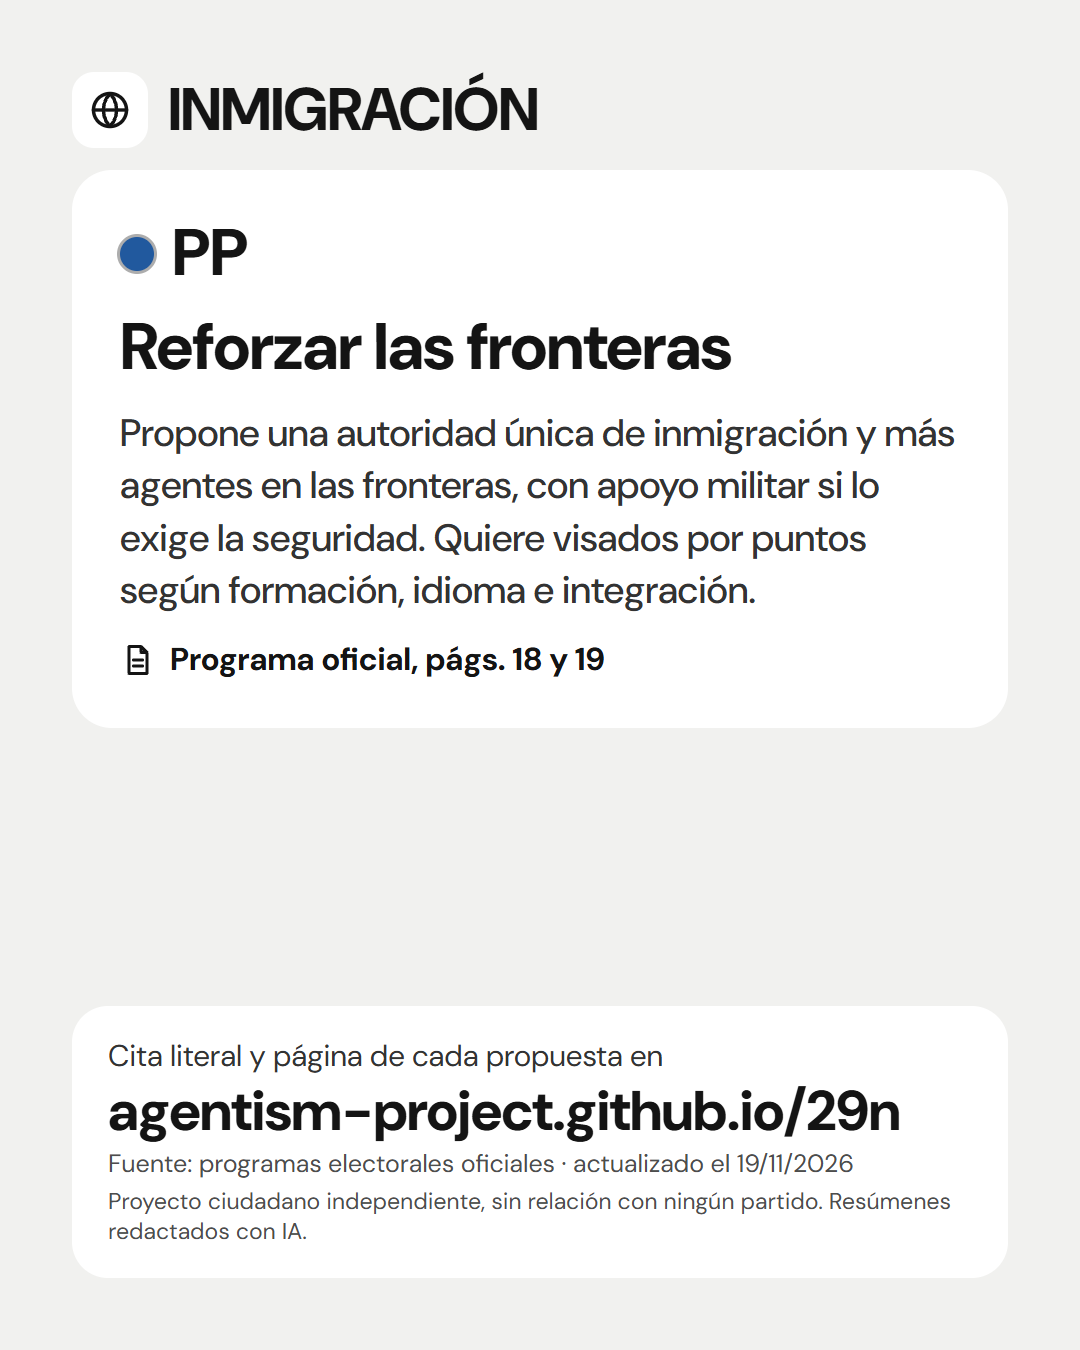 INMIGRACIÓN
PP
Reforzar las fronteras
Propone una autoridad única de inmigración y más
agentes en las fronteras, con apoyo militar si lo
exige la seguridad. Quiere visados por puntos
según formación, idioma e integración.
Programa oficial, págs. 18 y 19
Cita literal y página de cada propuesta en
agentism-project.github.io/29n
Fuente: programas electorales oficiales · actualizado el 19/11/2026
Proyecto ciudadano independiente, sin relación con ningún partido. Resúmenes
redactados con IA.